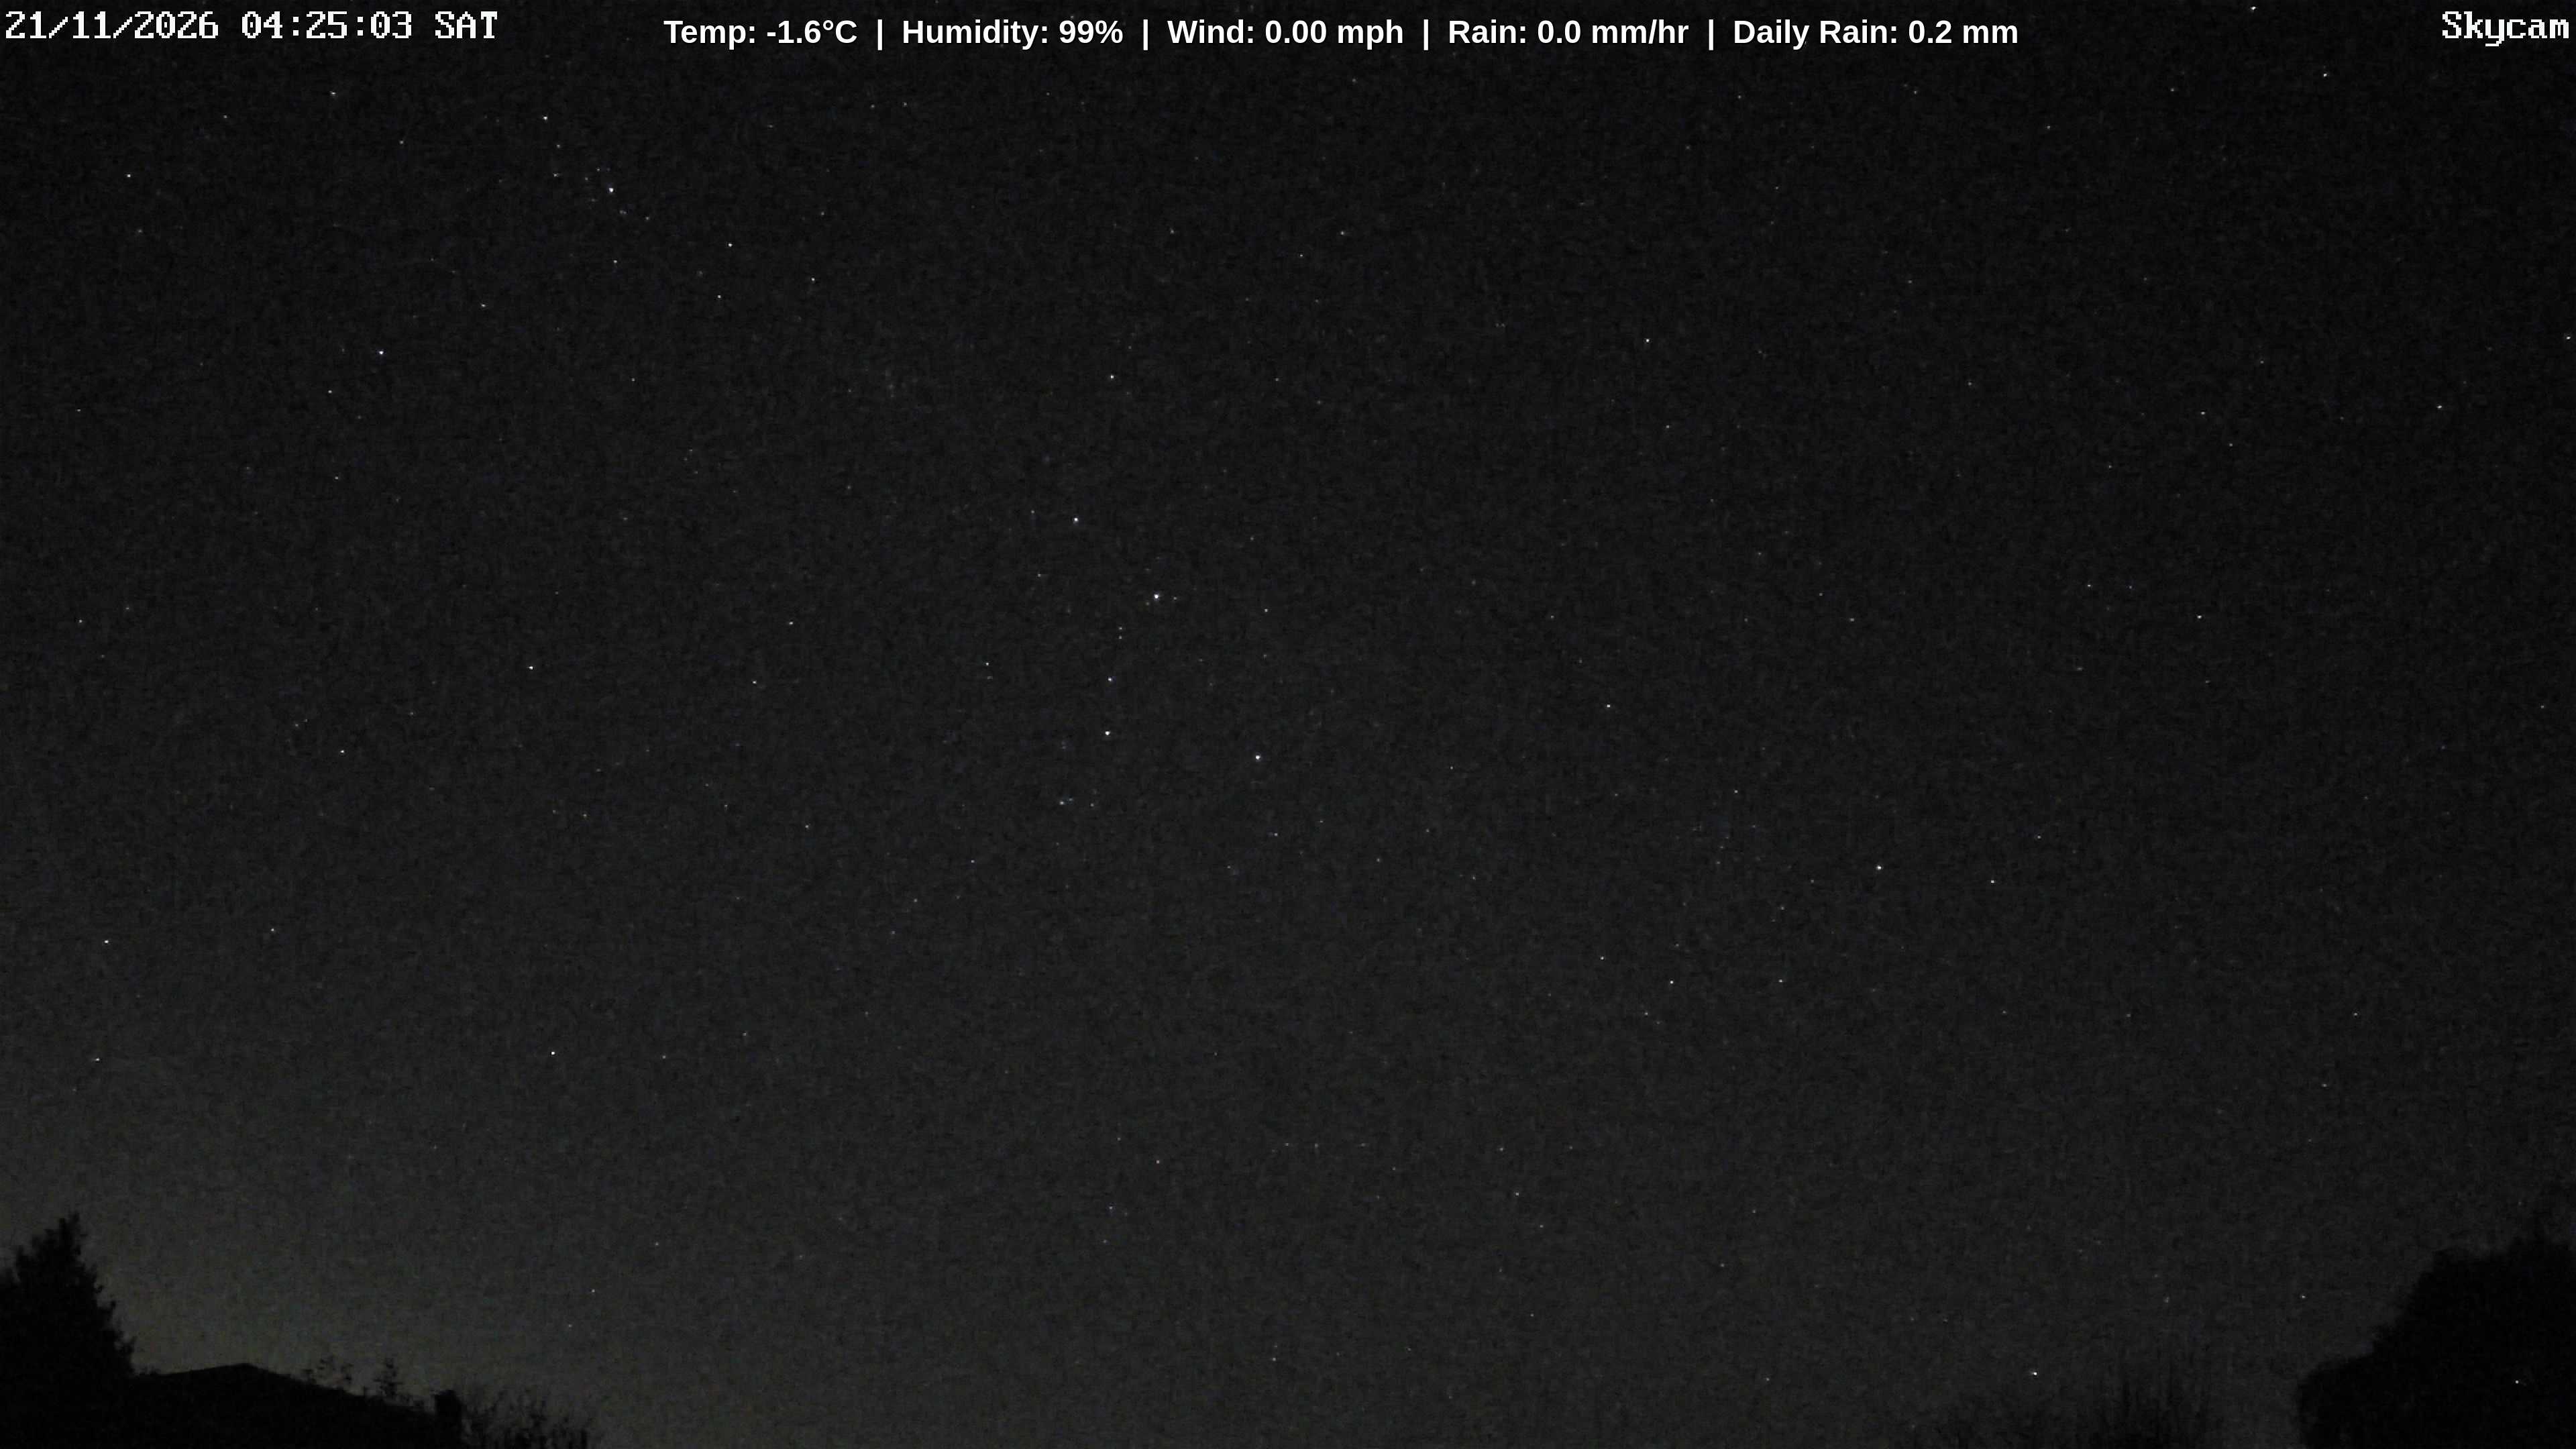 21/11/2026 04:25:03 SAT
Temp: -1.6°C | Humidity: 99% | Wind: 0.00 mph | Rain: 0.0 mm/hr | Daily Rain: 0.2 mm
Skycam